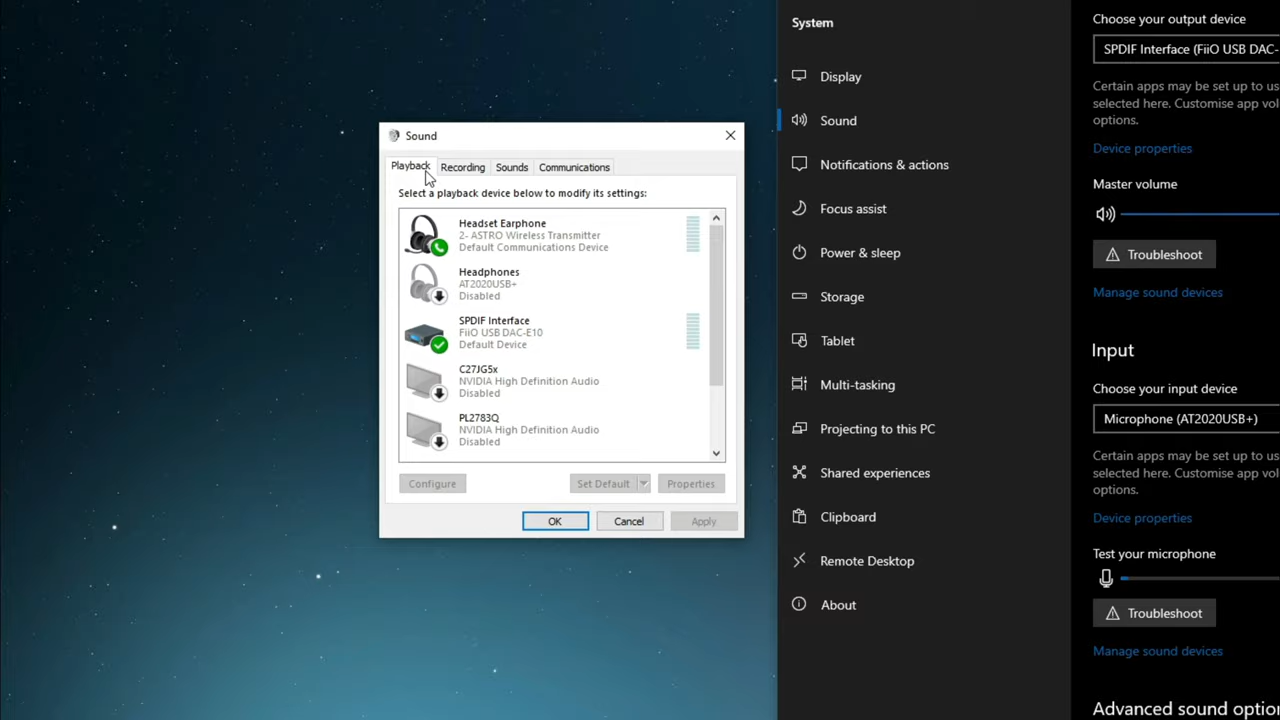 Sound
Playback
Recording
Sounds
Communications
Select a playback device below to modify its settings:
Headset Earphone
2- ASTRO Wireless Transmitter
Default Communications Device
Headphones
AT2020USB+
Disabled
SPDIF Interface
FiiO USB DAC-E10
Default Device
C27JG5x
NVIDIA High Definition Audio
Disabled
PL2783Q
NVIDIA High Definition Audio
Disabled
Configure
Set Default
Properties
OK
Cancel
Apply
System
Display
Sound
Notifications & actions
Focus assist
Power & sleep
Storage
Tablet
Multi-tasking
Projecting to this PC
Shared experiences
Clipboard
Remote Desktop
About
Choose your output device
SPDIF Interface (FiiO USB DAC-
Certain apps may be set up to us
selected here. Customise app vol
options.
Device properties
Master volume
Troubleshoot
Manage sound devices
Input
Choose your input device
Microphone (AT2020USB+)
Certain apps may be set up to us
selected here. Customise app vol
options.
Device properties
Test your microphone
Troubleshoot
Manage sound devices
Advanced sound optio